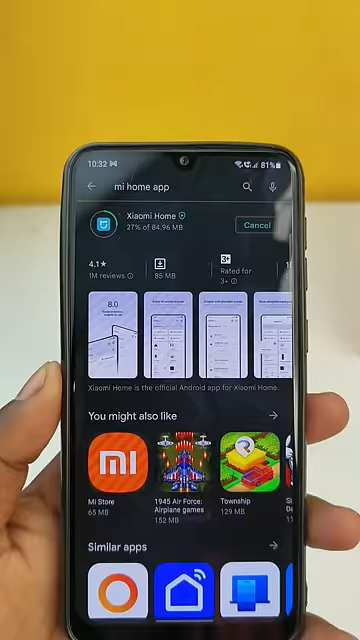 10:32
81%
mi home app
Xiaomi Home
27% of 84.96 MB
Cancel
4.1★
1M reviews
85 MB
3+
Rated for
3+
8.0
Xiaomi Home is the official Android app for Xiaomi Home.
You might also like
Mi Store
65 MB
1945 Air Force:
Airplane games
152 MB
Township
129 MB
Similar apps